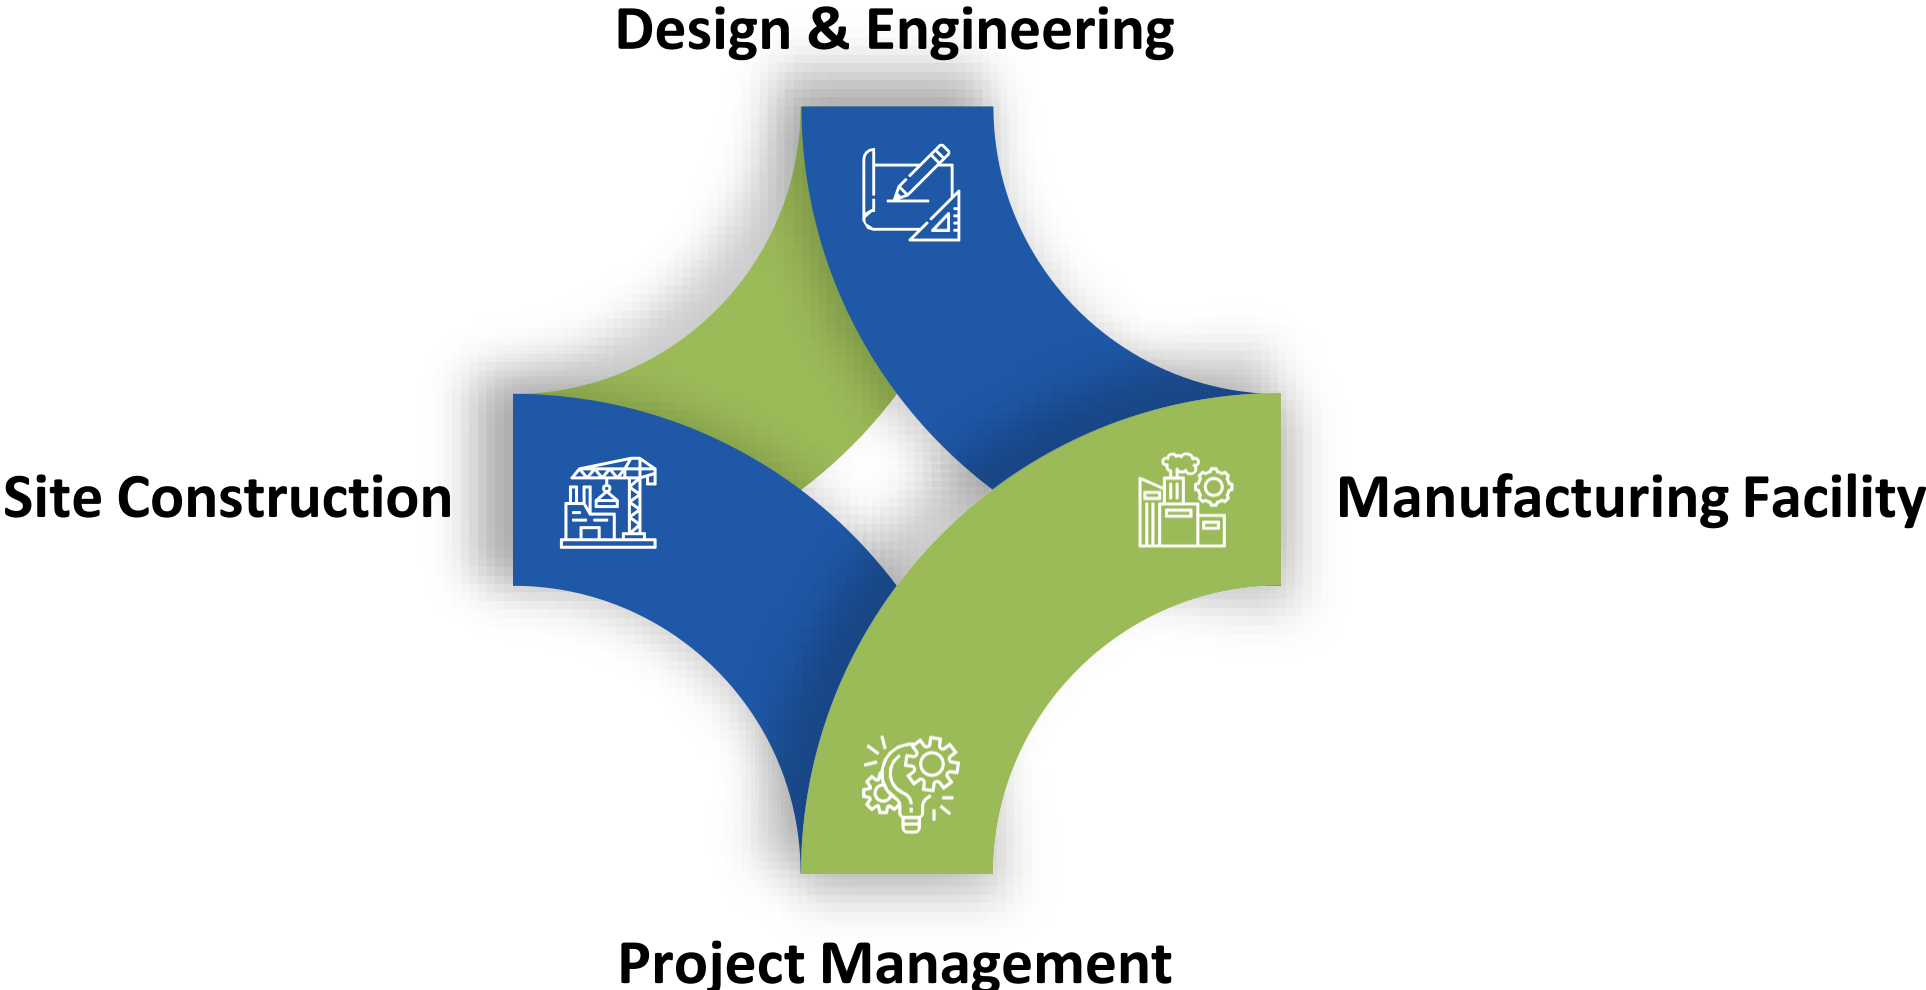 Design & Engineering
Site Construction
Manufacturing Facility
Project Management